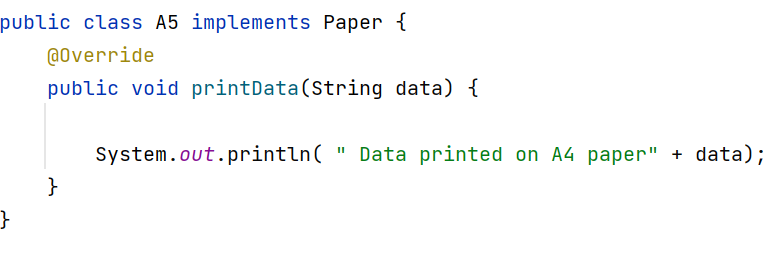 public class A5 implements Paper {
    @Override
    public void printData(String data) {

        System.out.println( " Data printed on A4 paper" + data);
    }
}